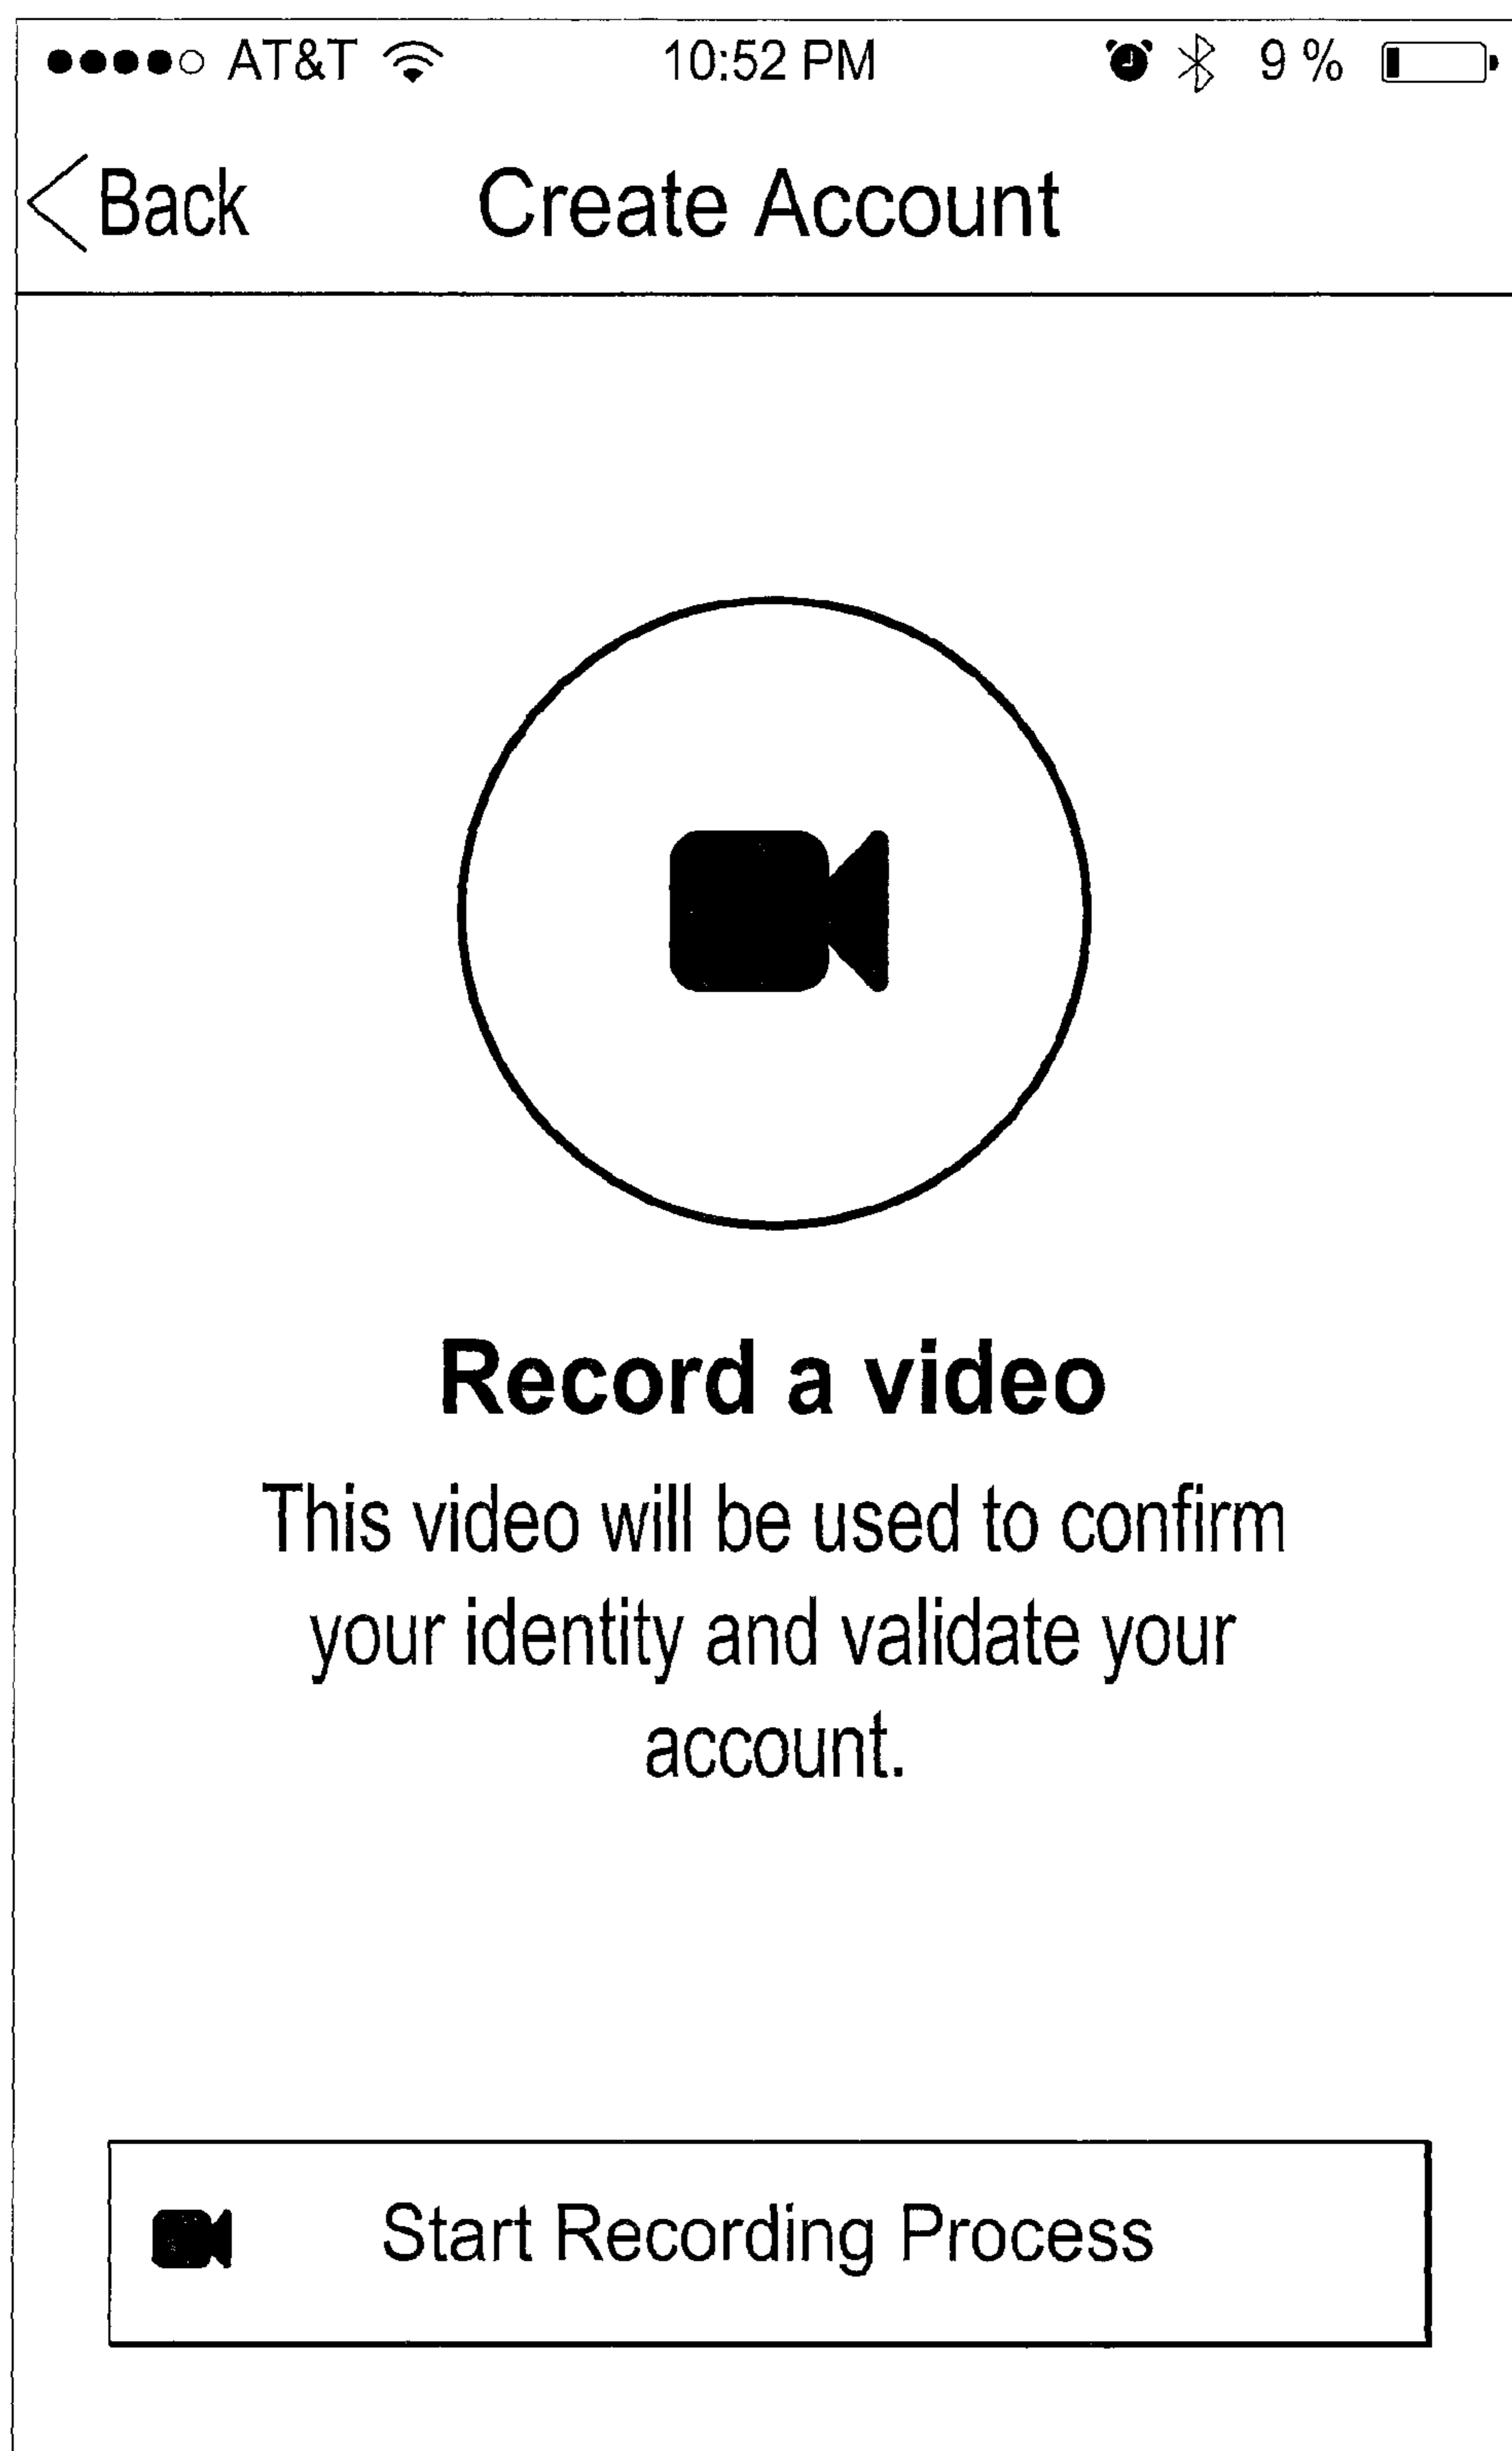 AT&T 10:52 PM 9 %
Back Create Account
Record a video
This video will be used to confirm
your identity and validate your
account.
Start Recording Process